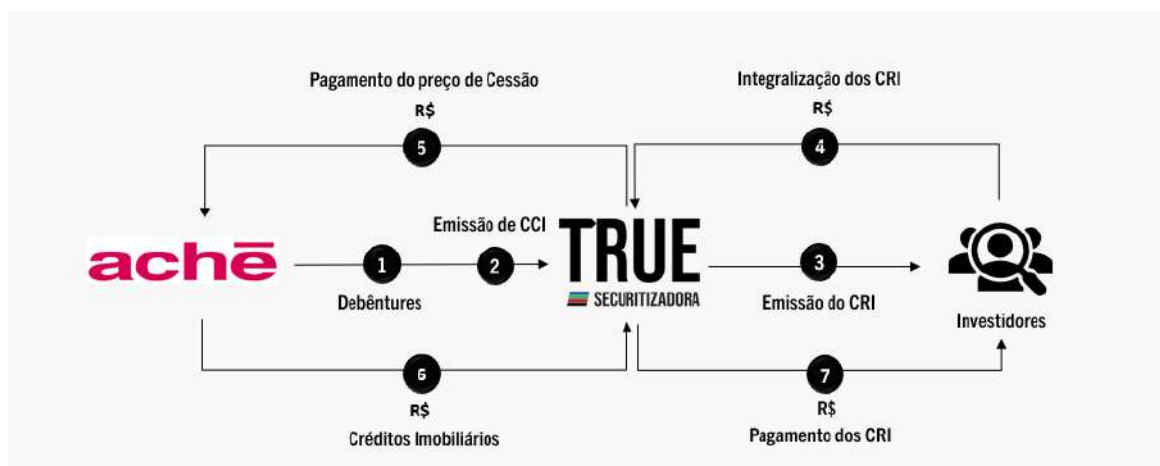 Pagamento do preço de Cessão
R$
5
Integralização dos CRI
R$
4
achē
1
Debêntures
Emissão de CCI
2
TRUE
SECURITIZADORA
3
Emissão do CRI
Investidores
6
R$
Créditos Imobiliários
7
R$
Pagamento dos CRI